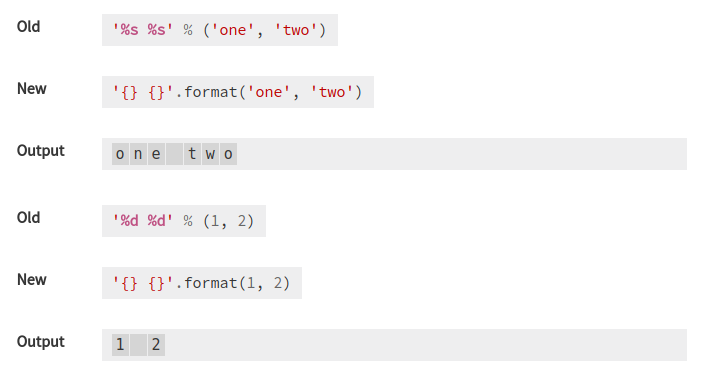 Old '%s %s' % ('one', 'two')
New '{} {}'.format('one', 'two')
Output one two
Old '%d %d' % (1, 2)
New '{} {}'.format(1, 2)
Output 1 2